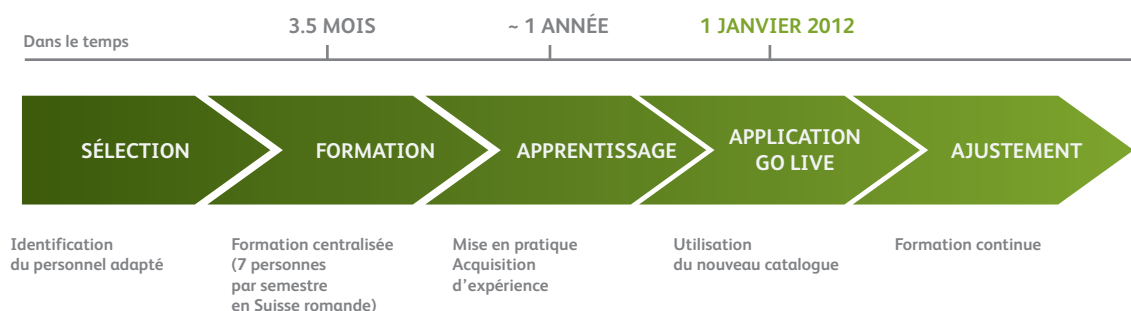 3.5 MOIS
~ 1 ANNÉE
1 JANVIER 2012
Dans le temps
SÉLECTION
FORMATION
APPRENTISSAGE
APPLICATION
GO LIVE
AJUSTEMENT
Identification
du personnel adapté
Formation centralisée
(7 personnes
par semestre
en Suisse romande)
Mise en pratique
Acquisition
d'expérience
Utilisation
du nouveau catalogue
Formation continue